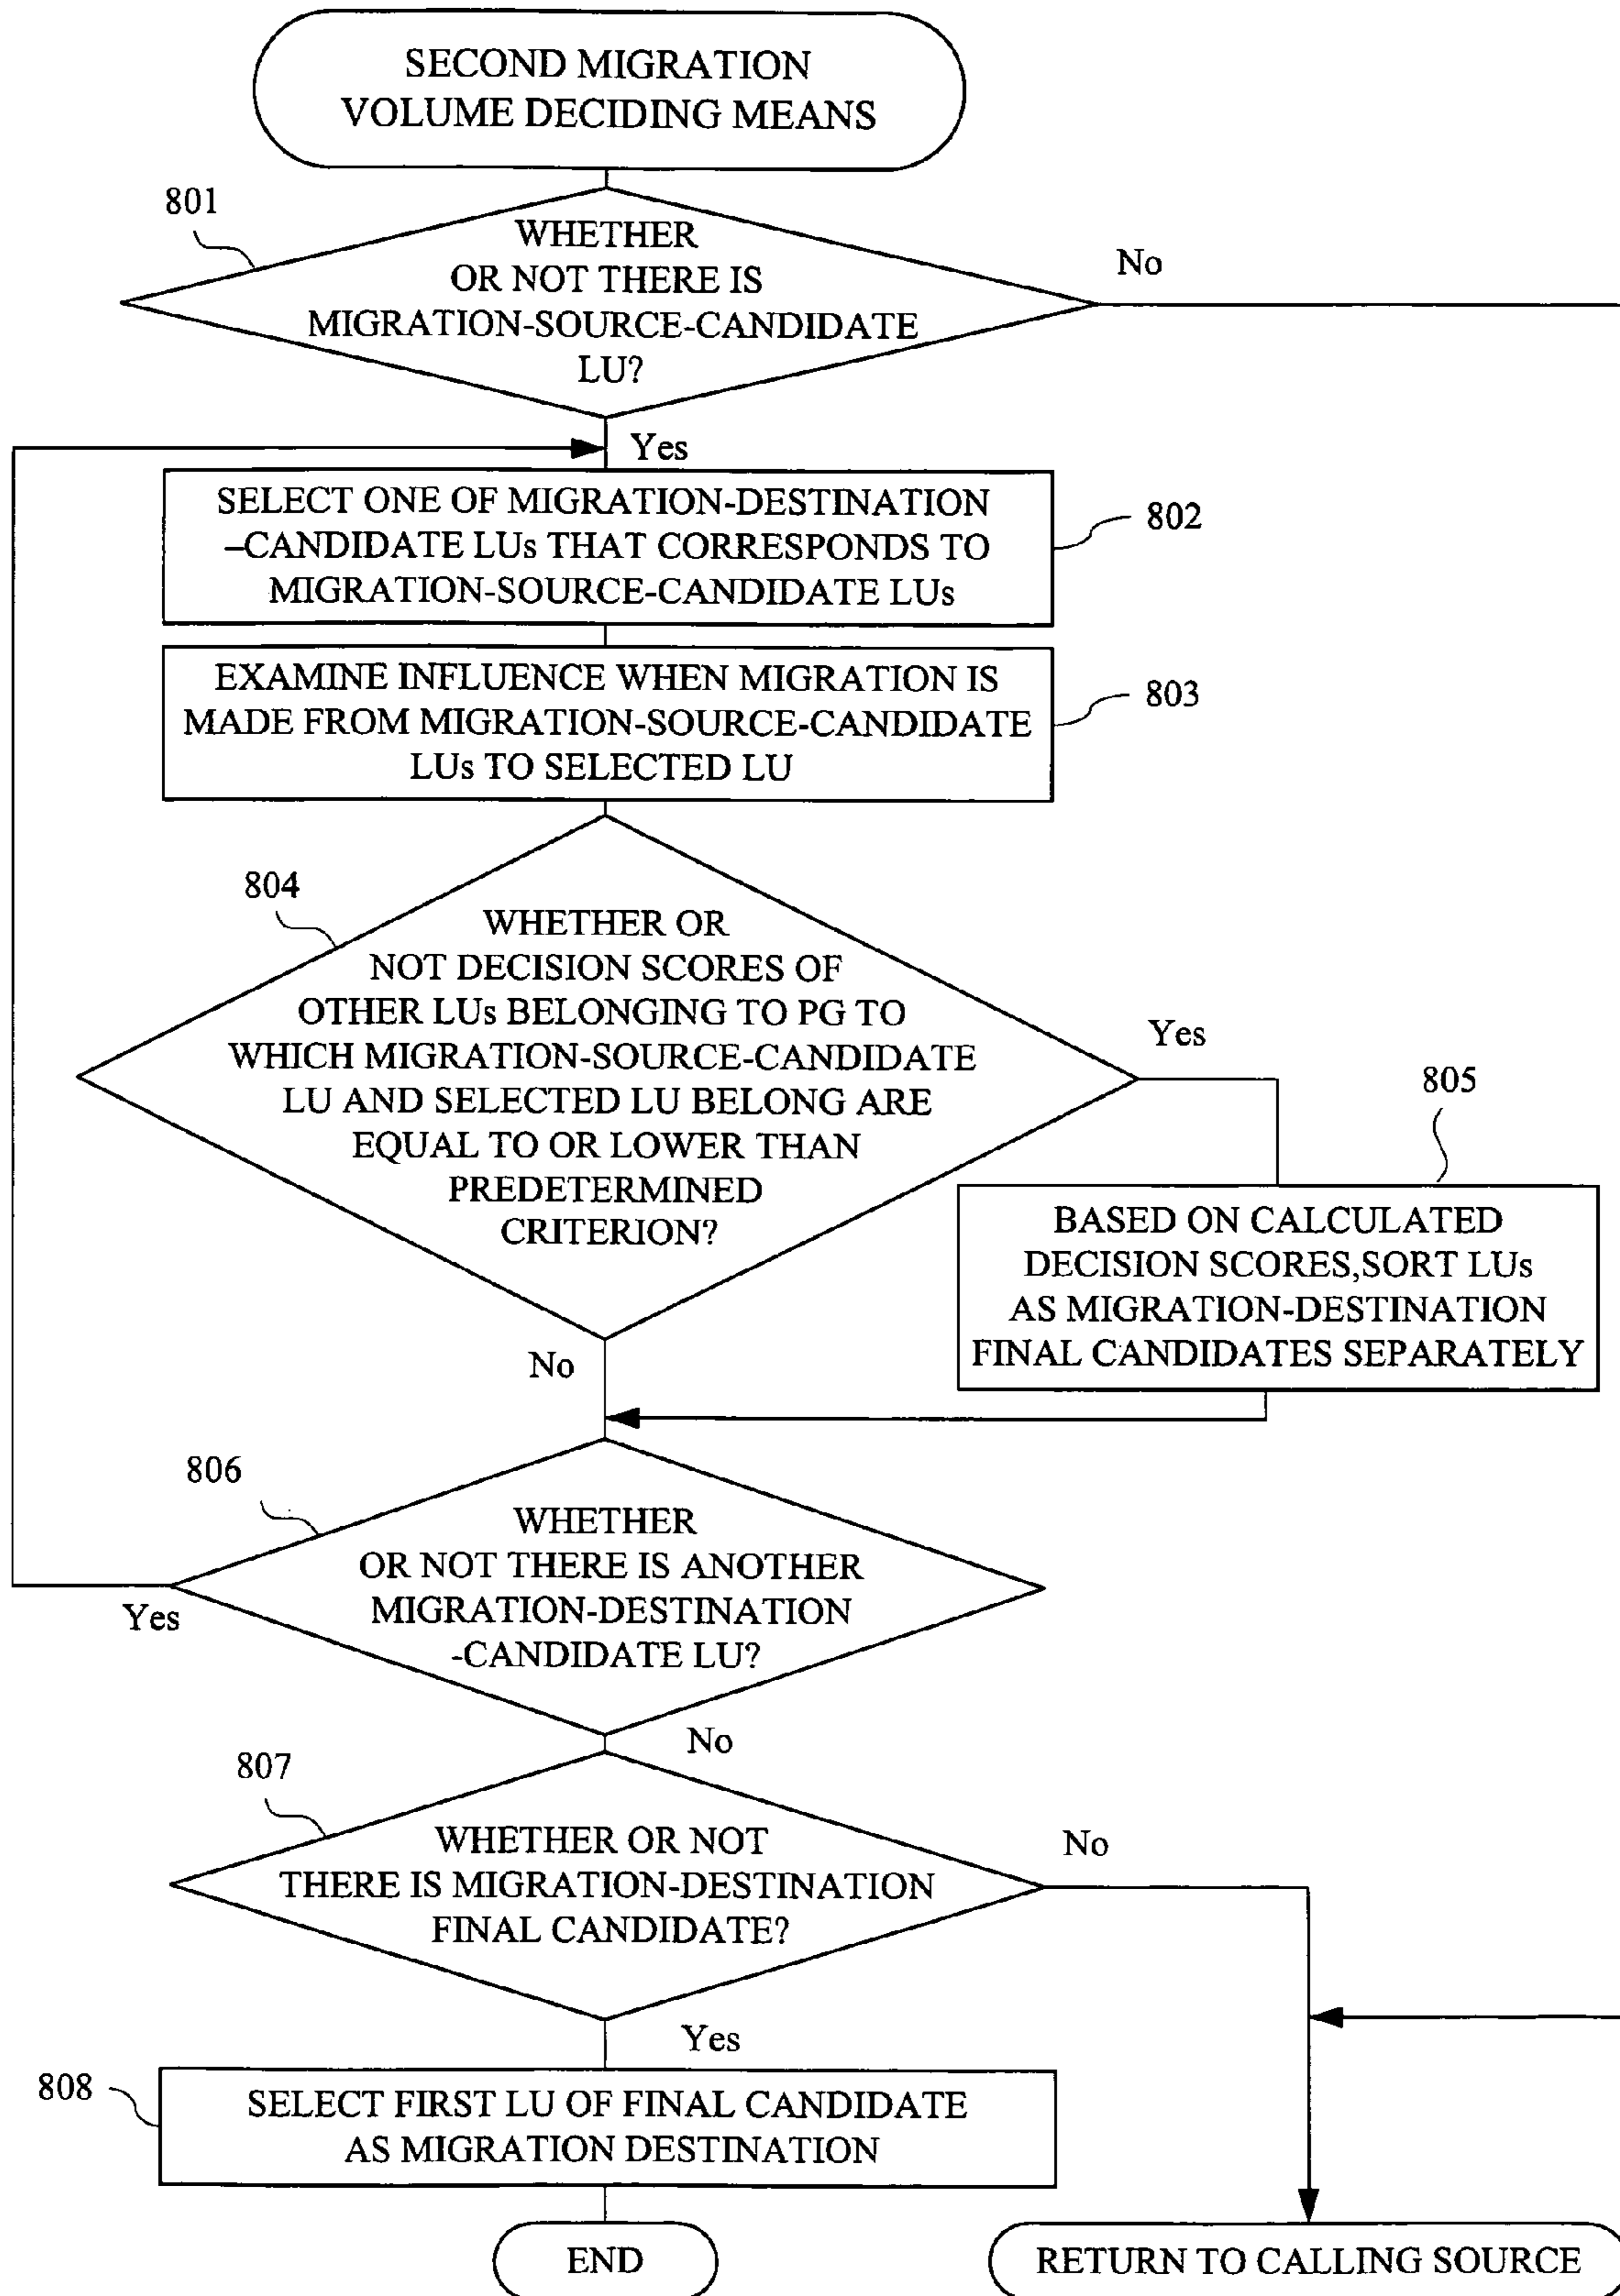 SECOND MIGRATION
VOLUME DECIDING MEANS
801
WHETHER
OR NOT THERE IS
MIGRATION-SOURCE-CANDIDATE
LU?
No
Yes
SELECT ONE OF MIGRATION-DESTINATION
–CANDIDATE LUs THAT CORRESPONDS TO
MIGRATION-SOURCE-CANDIDATE LUs
802
EXAMINE INFLUENCE WHEN MIGRATION IS
MADE FROM MIGRATION-SOURCE-CANDIDATE
LUs TO SELECTED LU
803
804
WHETHER OR
NOT DECISION SCORES OF
OTHER LUs BELONGING TO PG TO
WHICH MIGRATION-SOURCE-CANDIDATE
LU AND SELECTED LU BELONG ARE
EQUAL TO OR LOWER THAN
PREDETERMINED
CRITERION?
Yes
805
BASED ON CALCULATED
DECISION SCORES,SORT LUs
AS MIGRATION-DESTINATION
FINAL CANDIDATES SEPARATELY
No
806
WHETHER
OR NOT THERE IS ANOTHER
MIGRATION-DESTINATION
-CANDIDATE LU?
Yes
No
807
WHETHER OR NOT
THERE IS MIGRATION-DESTINATION
FINAL CANDIDATE?
No
Yes
808
SELECT FIRST LU OF FINAL CANDIDATE
AS MIGRATION DESTINATION
END
RETURN TO CALLING SOURCE